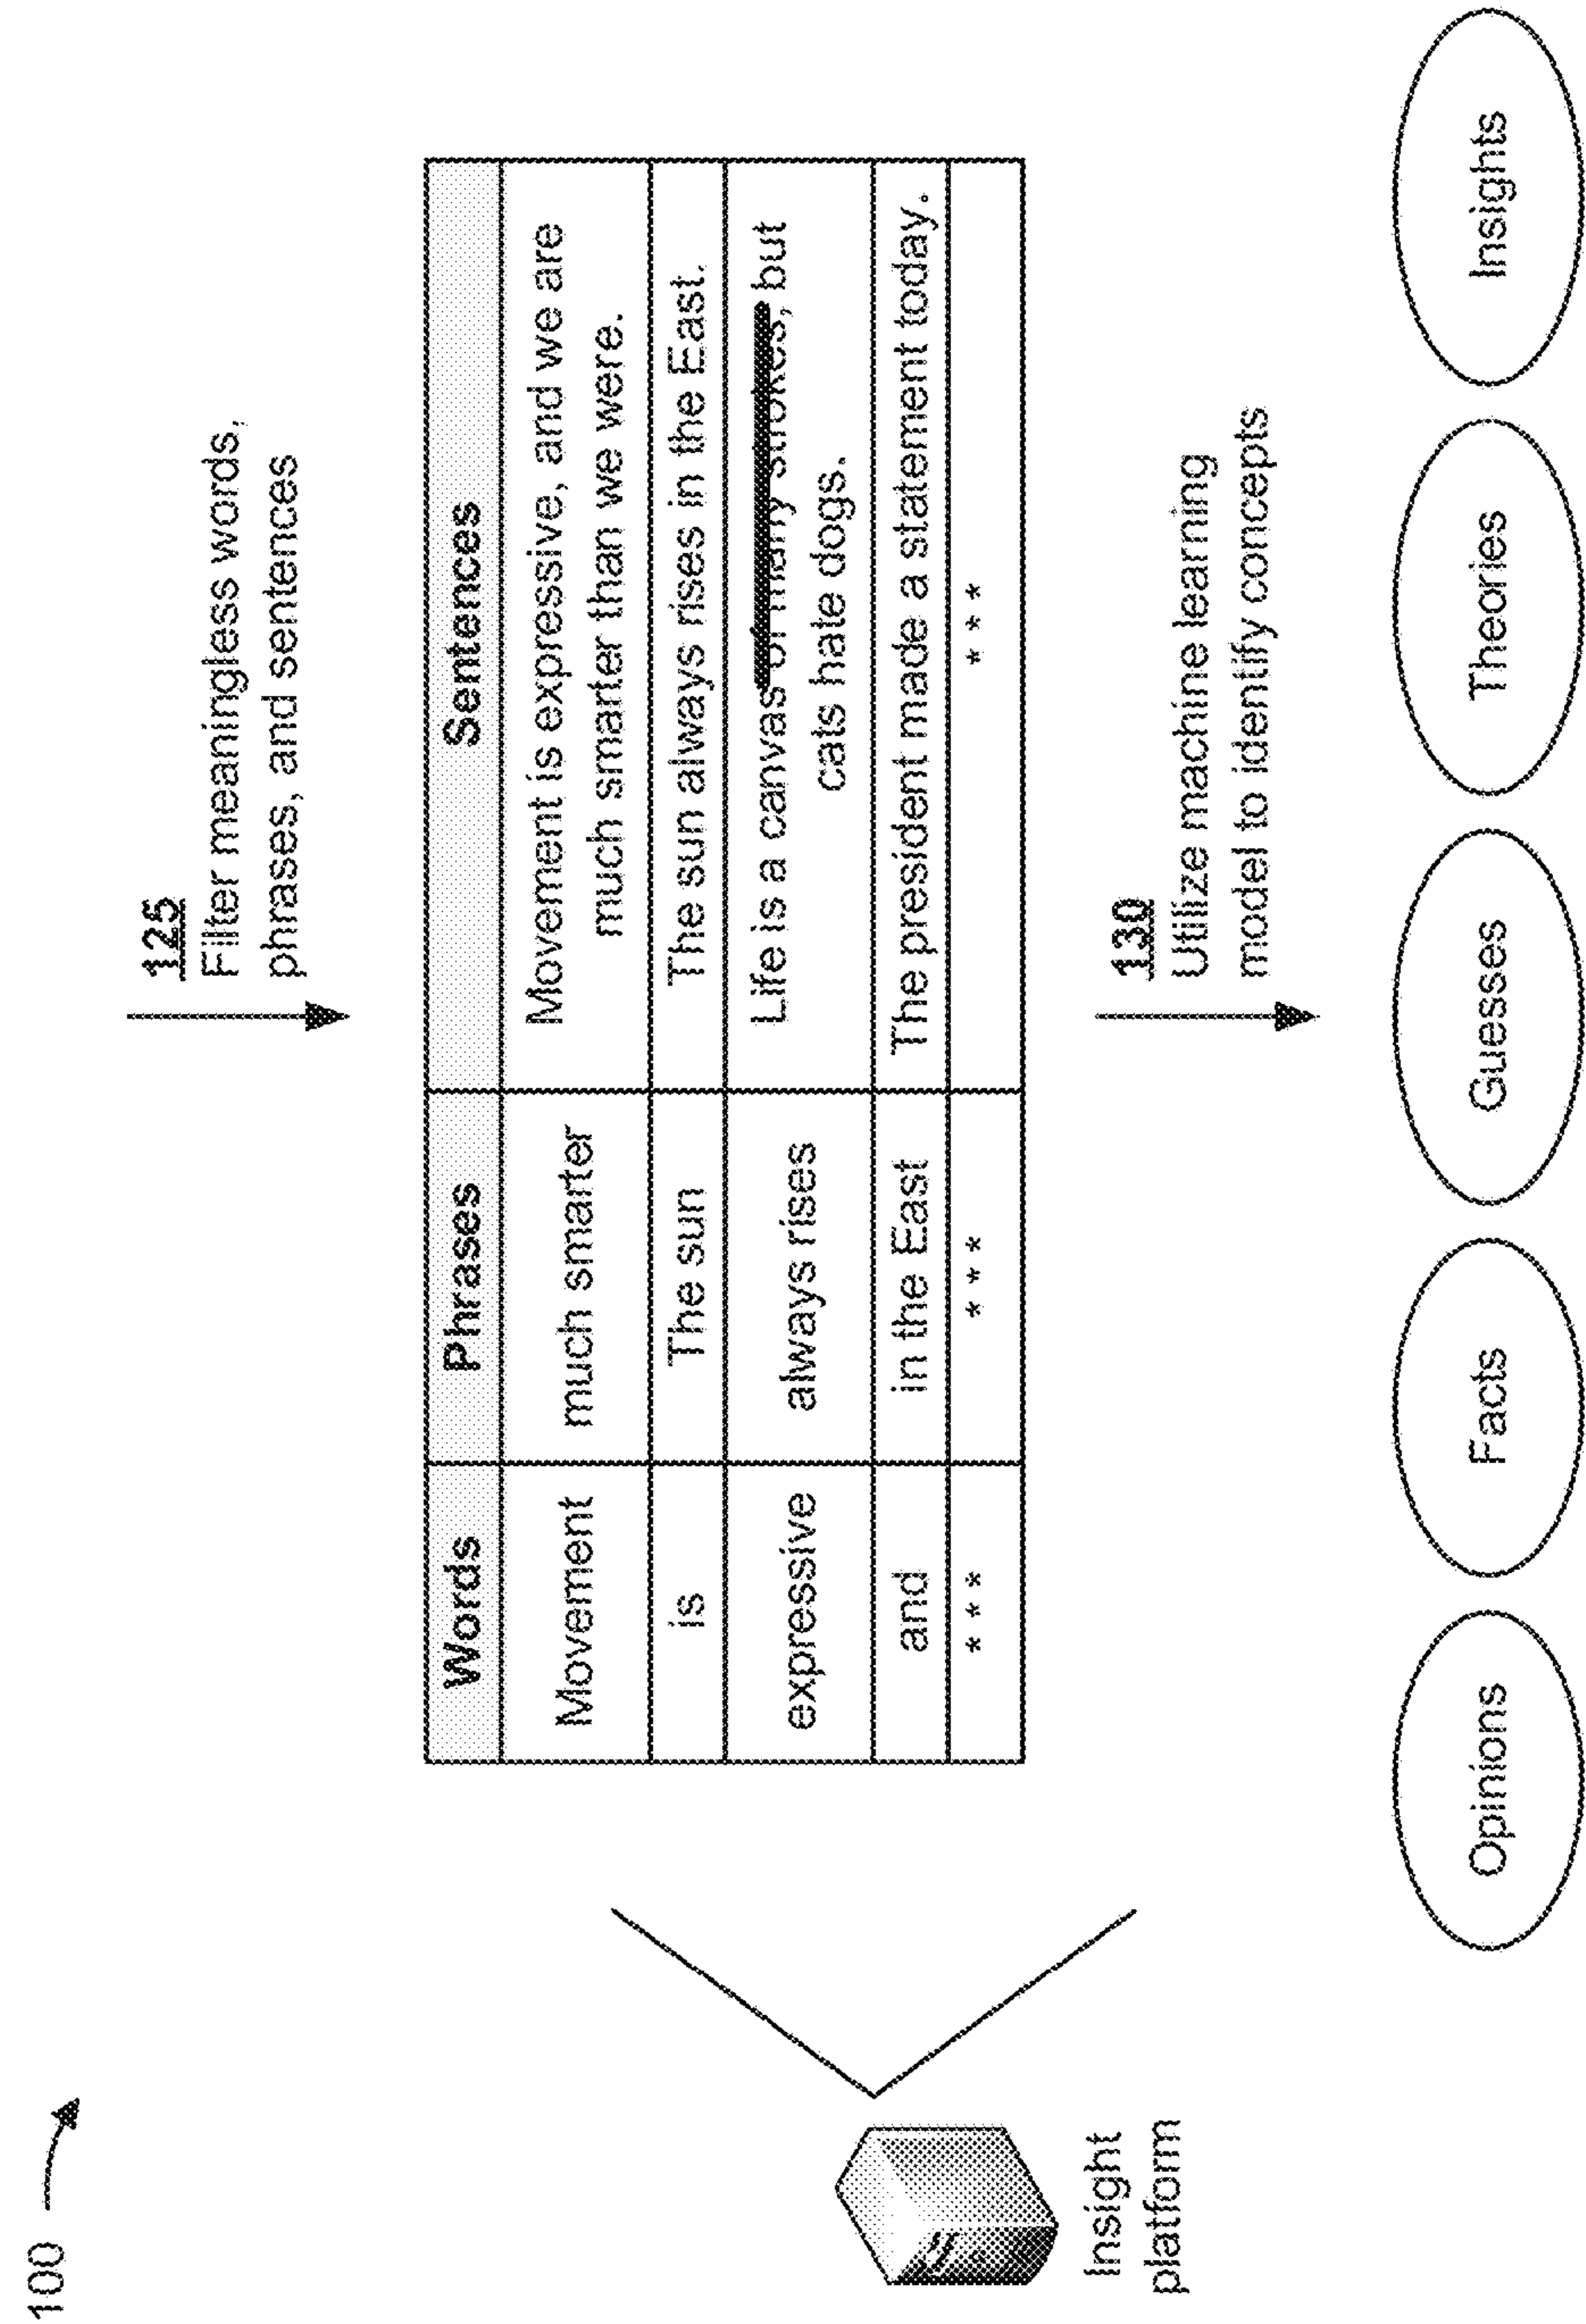 100
125
Filter meaningless words,
phrases, and sentences
Words
Phrases
Sentences
Movement
much smarter
Movement is expressive, and we are
much smarter than we were.
is
The sun
The sun always rises in the East.
expressive
always rises
Life is a canvas of many strokes, but
cats hate dogs.
and
in the East
The president made a statement today.
* * *
* * *
* * *
Insight
platform
130
Utilize machine learning
model to identify concepts
Opinions
Facts
Guesses
Theories
Insights